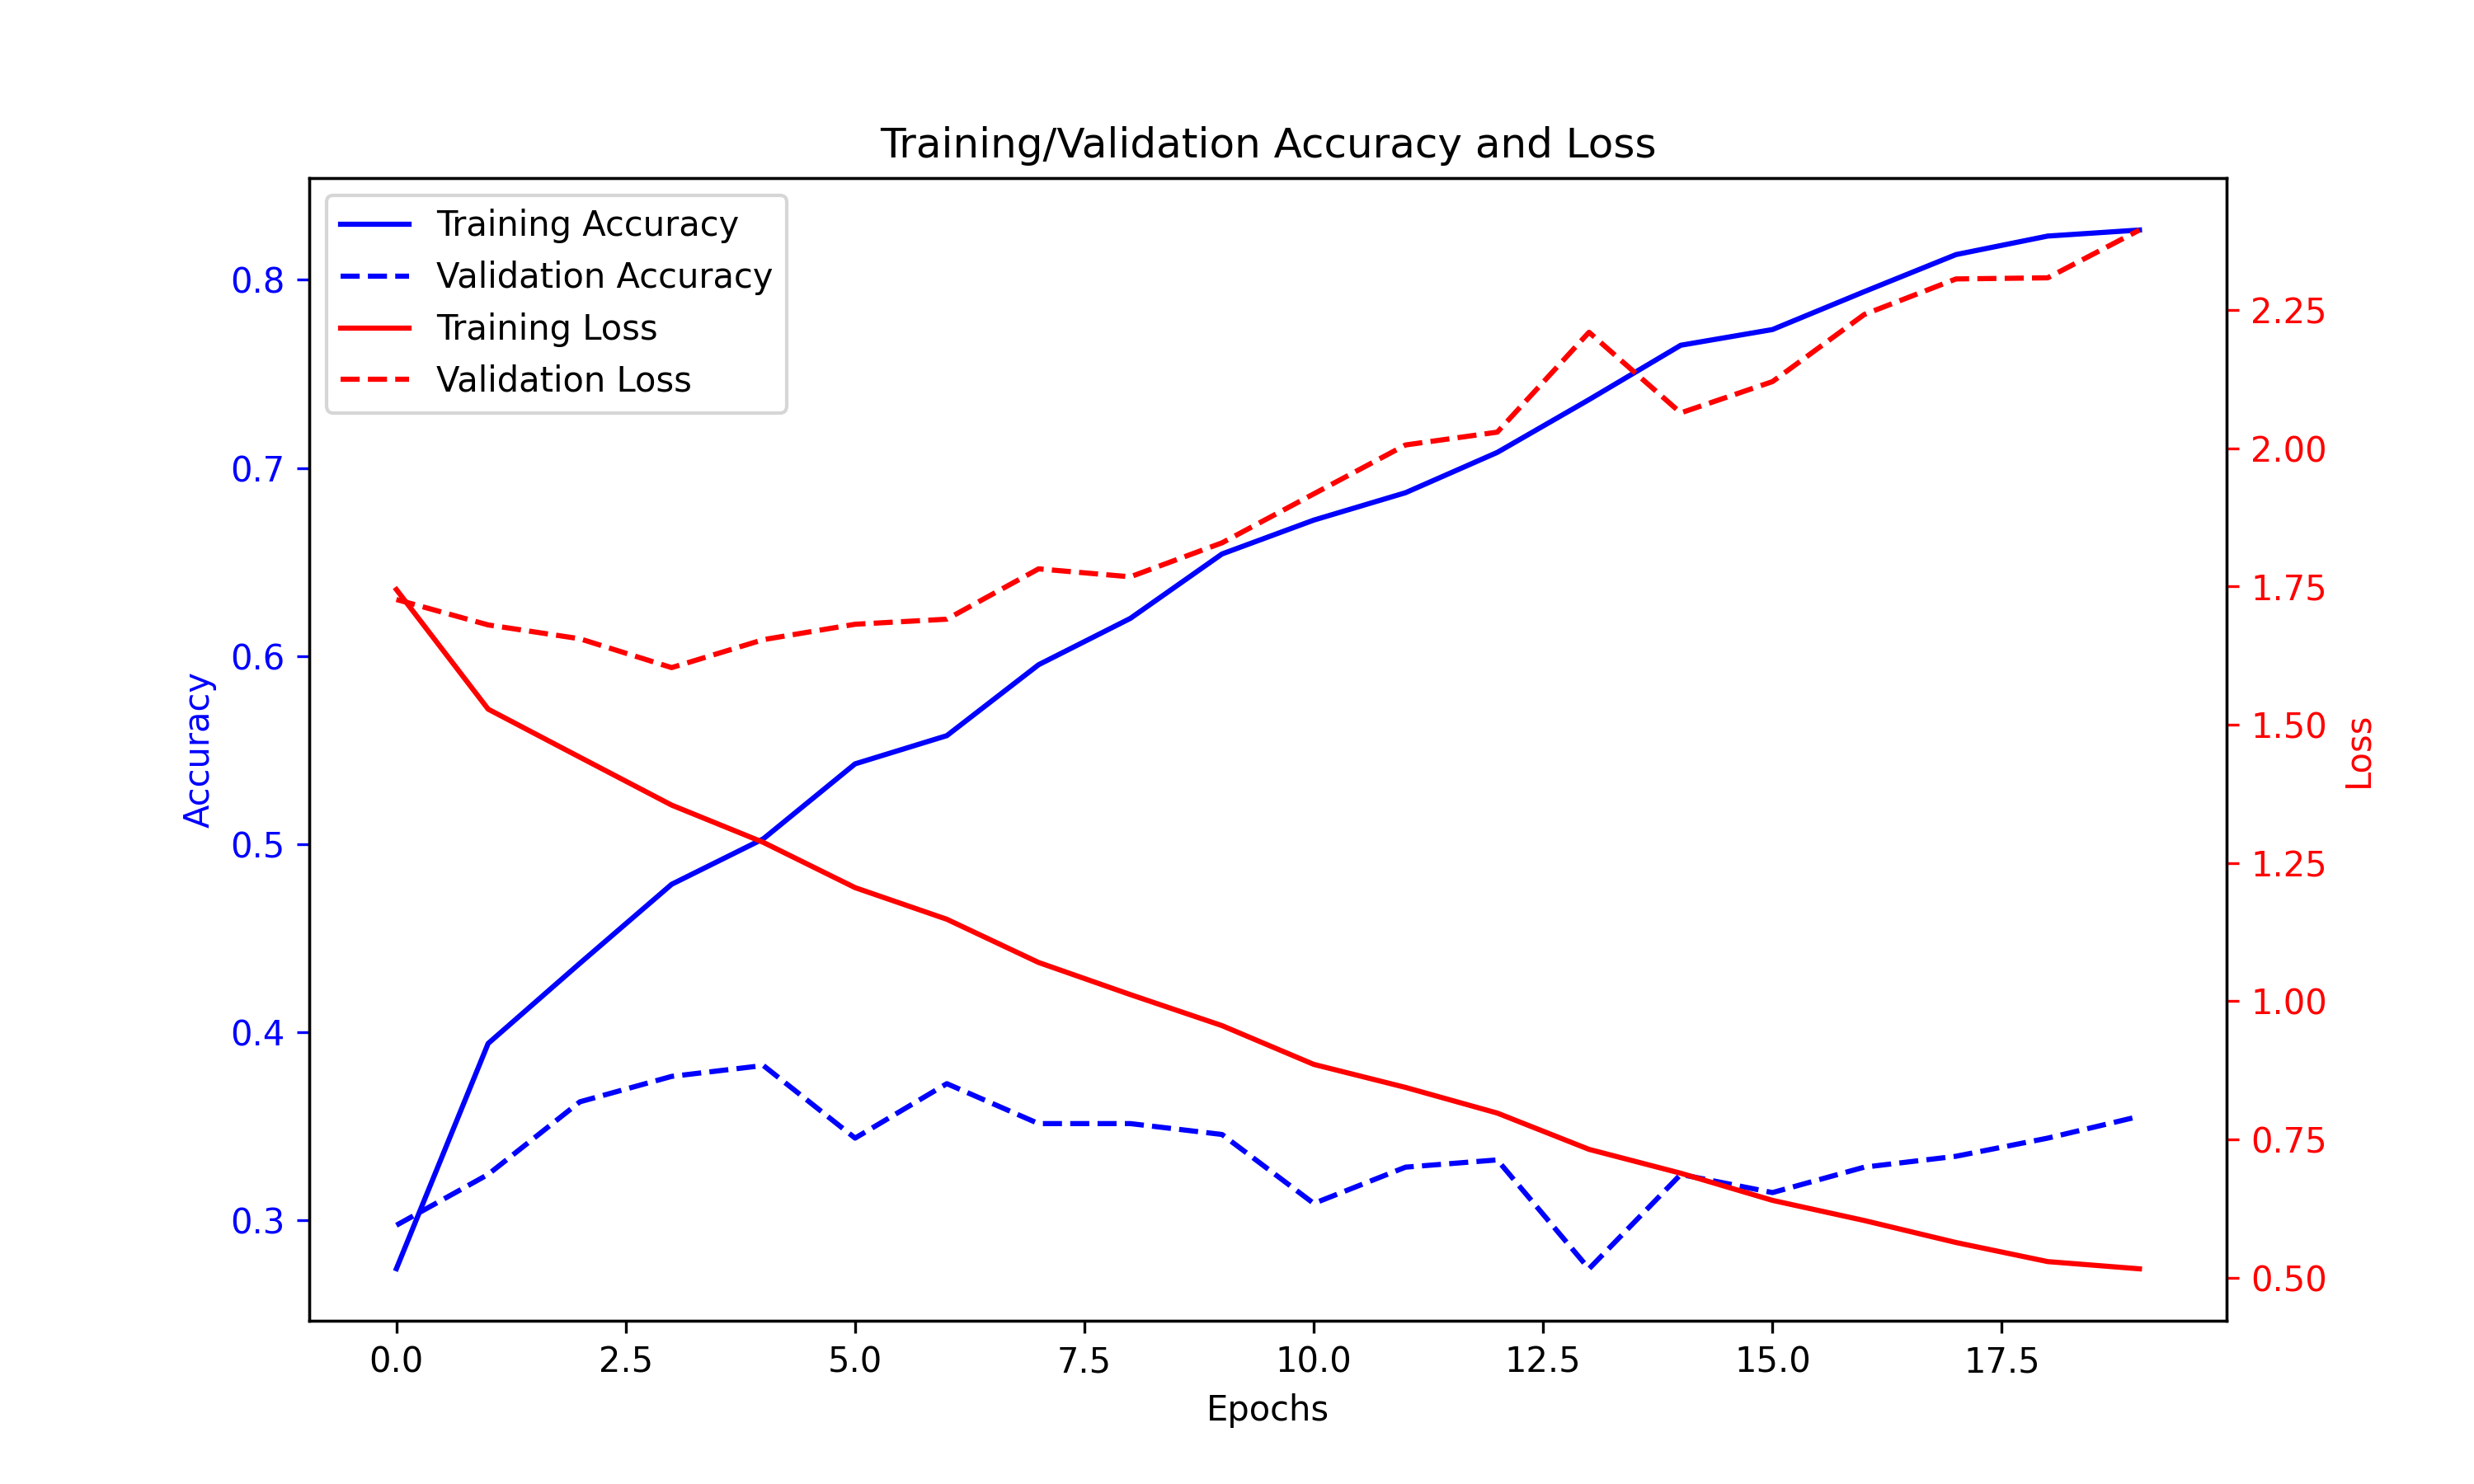 Training/Validation Accuracy and Loss
Training Accuracy
Validation Accuracy
Training Loss
Validation Loss
0.8
0.7
0.6
0.5
0.4
0.3
Accuracy
2.25
2.00
1.75
1.50
1.25
1.00
0.75
0.50
Loss
0.0 2.5 5.0 7.5 10.0 12.5 15.0 17.5
Epochs